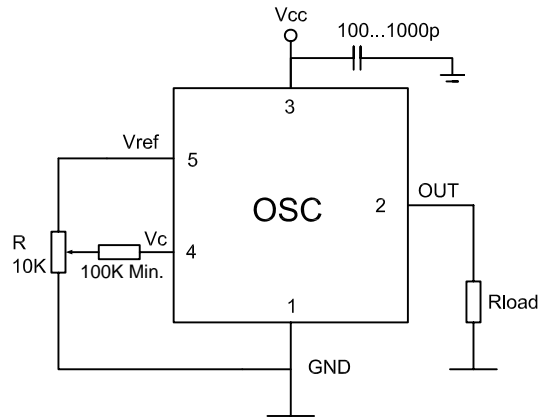 Vcc
100...1000p
3
Vref
5
OSC
2
OUT
R
10K
Vc
4
100K Min.
1
Rload
GND